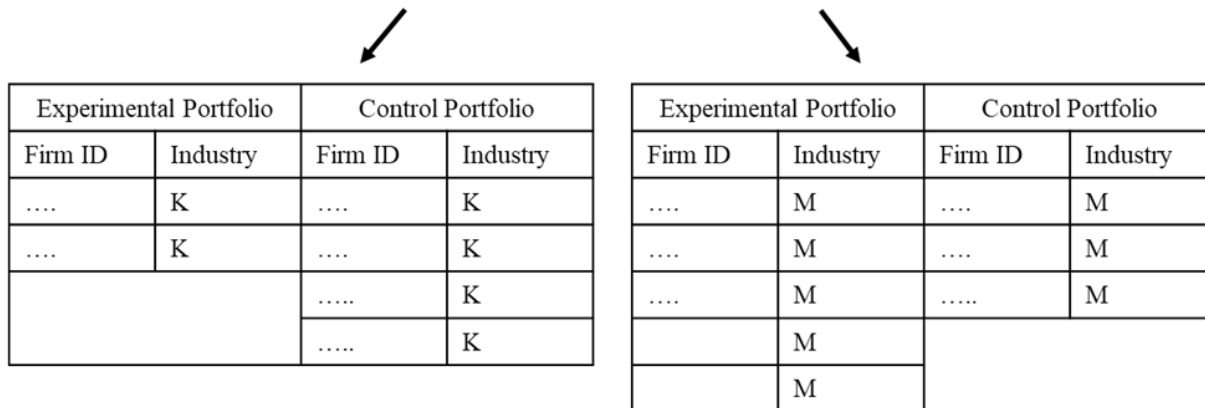 Experimental Portfolio Control Portfolio
Firm ID Industry Firm ID Industry
…. K …. K
…. K …. K
….. K
….. K
Experimental Portfolio Control Portfolio
Firm ID Industry Firm ID Industry
…. M …. M
…. M …. M
…. M ….. M
M
M